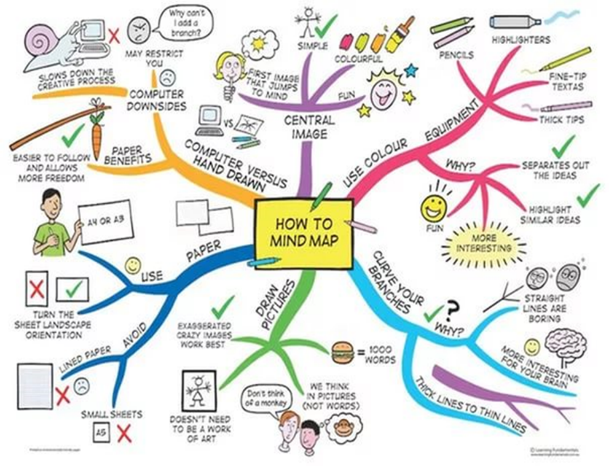 HOW TO
MIND MAP
CENTRAL
IMAGE
SIMPLE
COLOURFUL
FUN
FIRST IMAGE
THAT JUMPS
TO MIND
USE COLOUR
EQUIPMENT
PENCILS
HIGHLIGHTERS
FINE-TIP
TEXTAS
THICK TIPS
WHY?
SEPARATES OUT
THE IDEAS
HIGHLIGHT
SIMILAR IDEAS
MORE
INTERESTING
FUN
CURVE YOUR
BRANCHES
WHY?
?
STRAIGHT
LINES ARE
BORING
MORE INTERESTING
FOR YOUR BRAIN
THICK LINES TO THIN LINES
DRAW
PICTURES
= 1000
WORDS
WE THINK
IN PICTURES
(NOT WORDS)
Don't think
of a monkey
DOESN'T NEED
TO BE A WORK
OF ART
EXAGGERATED
CRAZY IMAGES
WORK BEST
PAPER
USE
A4 OR A3
TURN THE
SHEET LANDSCAPE
ORIENTATION
AVOID
LINED PAPER
SMALL SHEETS
A5
COMPUTER VERSUS
HAND DRAWN
VS
PAPER
BENEFITS
EASIER TO FOLLOW
AND ALLOWS
MORE FREEDOM
COMPUTER
DOWNSIDES
SLOWS DOWN THE
CREATIVE PROCESS
MAY RESTRICT
YOU
Why can't
I add a
branch?
© Learning Fundamentals